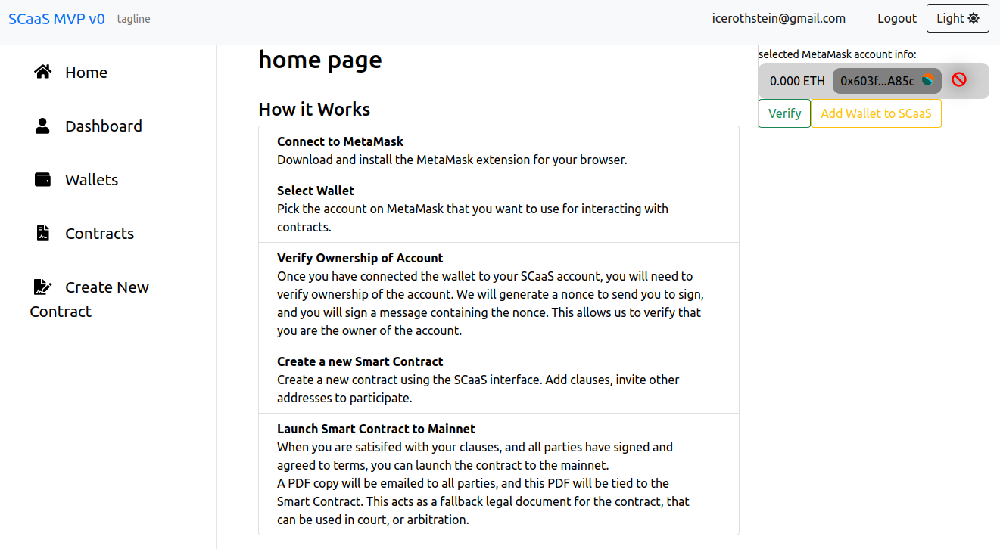 SCaaS MVP v0 tagline icerothstein@gmail.com Logout Light
Home
Dashboard
Wallets
Contracts
Create New
Contract
home page
How it Works
Connect to MetaMask
Download and install the MetaMask extension for your browser.
Select Wallet
Pick the account on MetaMask that you want to use for interacting with
contracts.
Verify Ownership of Account
Once you have connected the wallet to your SCaaS account, you will need to
verify ownership of the account. We will generate a nonce to send you to sign,
and you will sign a message containing the nonce. This allows us to verify that
you are the owner of the account.
Create a new Smart Contract
Create a new contract using the SCaaS interface. Add clauses, invite other
addresses to participate.
Launch Smart Contract to Mainnet
When you are satisifed with your clauses, and all parties have signed and
agreed to terms, you can launch the contract to the mainnet.
A PDF copy will be emailed to all parties, and this PDF will be tied to the
Smart Contract. This acts as a fallback legal document for the contract, that
can be used in court, or arbitration.
selected MetaMask account info:
0.000 ETH 0x603f...A85c
Verify Add Wallet to SCaaS